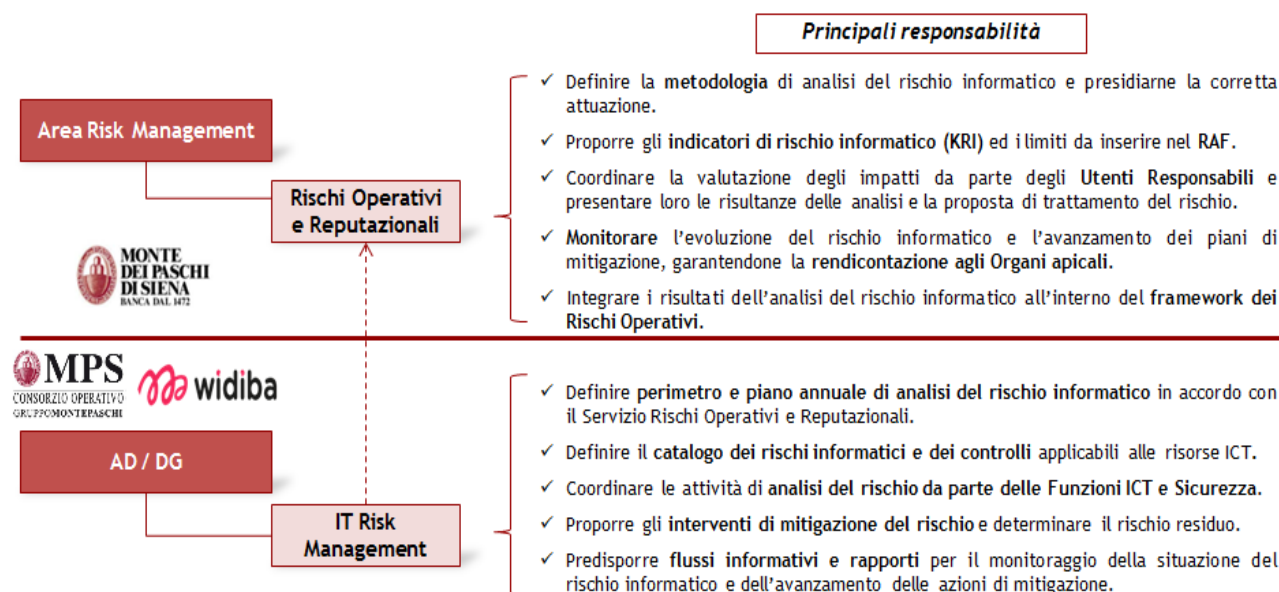 Principali responsabilità
Area Risk Management
Rischi Operativi
e Reputazionali
MONTE
DEI PASCHI
DI SIENA
BANCA DAL 1472
✓ Definire la metodologia di analisi del rischio informatico e presidiarne la corretta
attuazione.
✓ Proporre gli indicatori di rischio informatico (KRI) ed i limiti da inserire nel RAF.
✓ Coordinare la valutazione degli impatti da parte degli Utenti Responsabili e
presentare loro le risultanze delle analisi e la proposta di trattamento del rischio.
✓ Monitorare l'evoluzione del rischio informatico e l'avanzamento dei piani di
mitigazione, garantendone la rendicontazione agli Organi apicali.
✓ Integrare i risultati dell'analisi del rischio informatico all'interno del framework dei
Rischi Operativi.
MPS
CONSORZIO OPERATIVO
GRUPPOMONTEPASCHI
widiba
AD / DG
IT Risk
Management
✓ Definire perimetro e piano annuale di analisi del rischio informatico in accordo con
il Servizio Rischi Operativi e Reputazionali.
✓ Definire il catalogo dei rischi informatici e dei controlli applicabili alle risorse ICT.
✓ Coordinare le attività di analisi del rischio da parte delle Funzioni ICT e Sicurezza.
✓ Proporre gli interventi di mitigazione del rischio e determinare il rischio residuo.
✓ Predisporre flussi informativi e rapporti per il monitoraggio della situazione del
rischio informatico e dell'avanzamento delle azioni di mitigazione.